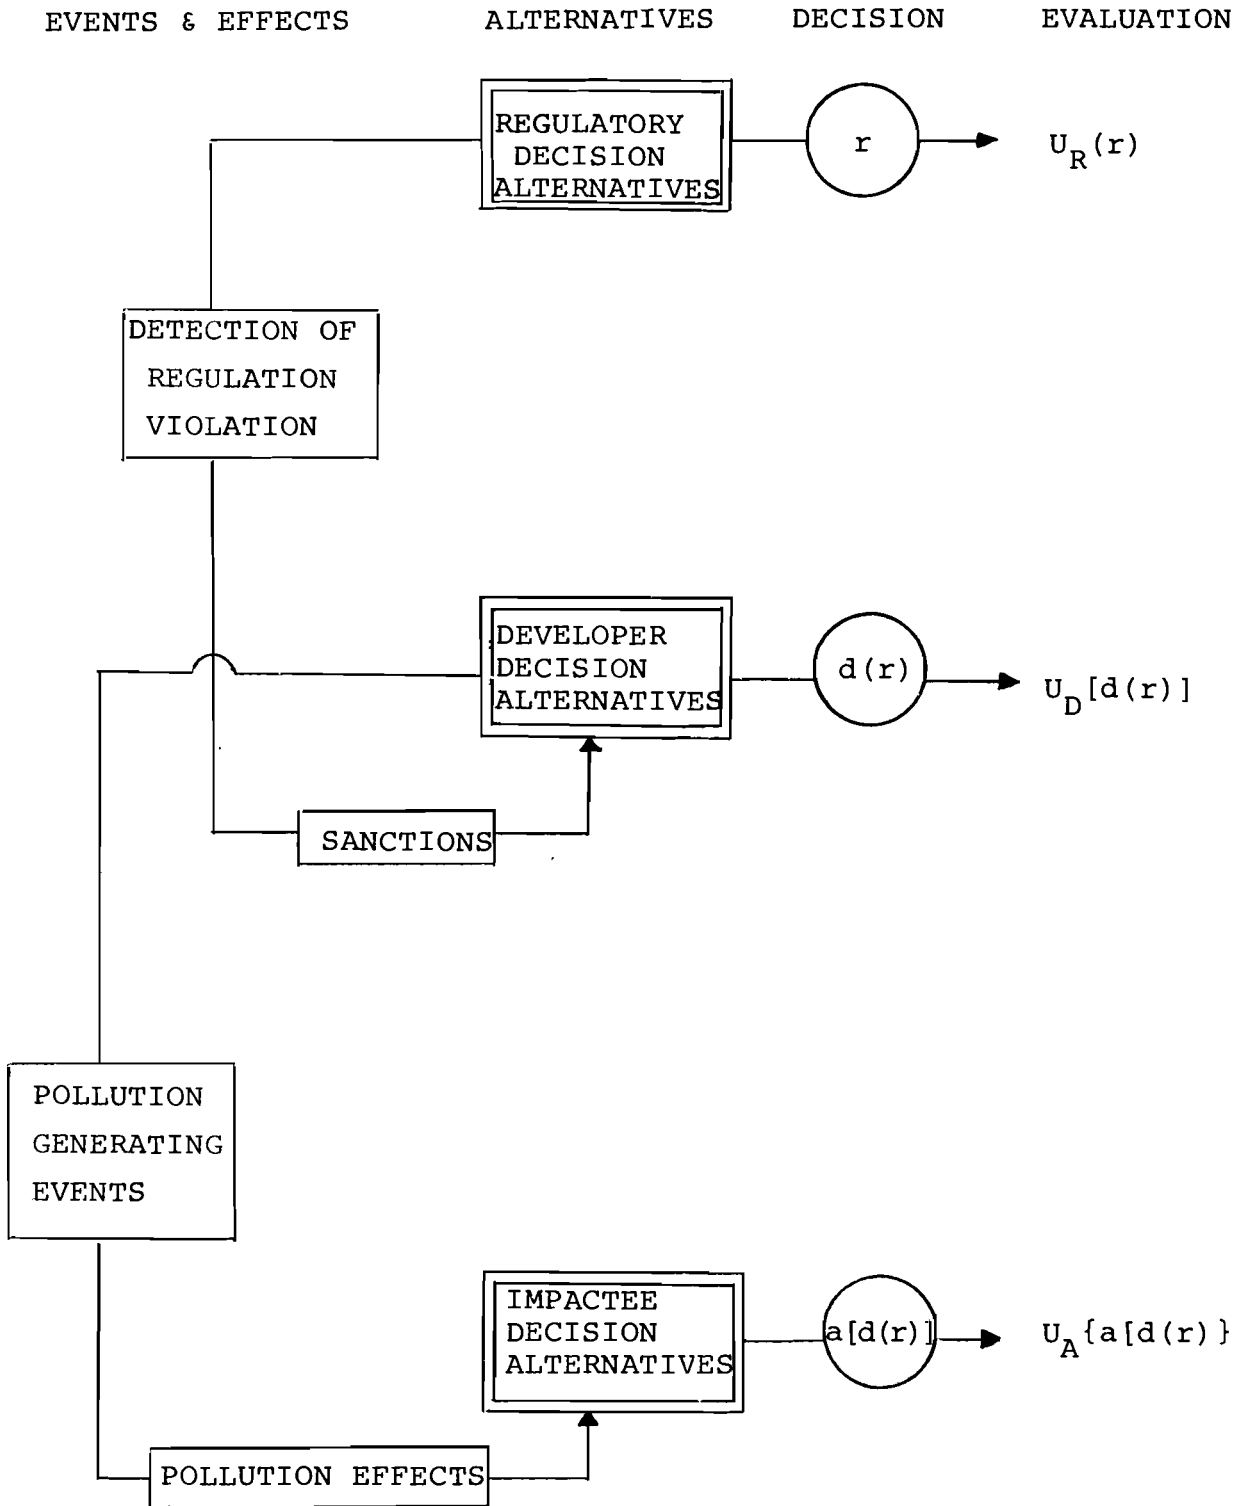 EVENTS & EFFECTS ALTERNATIVES DECISION EVALUATION
REGULATORY
DECISION
ALTERNATIVES
r
U_R(r)
DETECTION OF
REGULATION
VIOLATION
DEVELOPER
DECISION
ALTERNATIVES
d(r)
U_D[d(r)]
SANCTIONS
POLLUTION
GENERATING
EVENTS
IMPACTEE
DECISION
ALTERNATIVES
a[d(r)]
U_A{a[d(r)}
POLLUTION EFFECTS